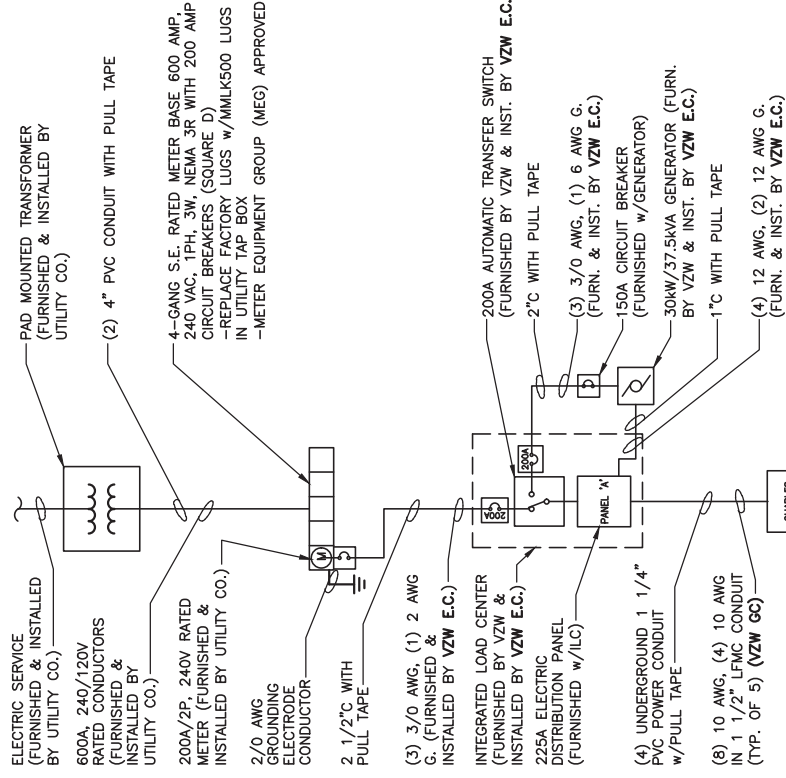 ELECTRIC SERVICE
(FURNISHED & INSTALLED
BY UTILITY CO.)
600A, 240/120V
RATED CONDUCTORS
(FURNISHED &
INSTALLED BY
UTILITY CO.)
200A/2P, 240V RATED
METER (FURNISHED &
INSTALLED BY UTILITY CO.)
2/0 AWG
GROUNDING
ELECTRODE
CONDUCTOR
2 1/2"C WITH
PULL TAPE
(3) 3/0 AWG, (1) 2 AWG
G. (FURNISHED &
INSTALLED BY VZW E.C.)
INTEGRATED LOAD CENTER
(FURNISHED BY VZW &
INSTALLED BY VZW E.C.)
225A ELECTRIC
DISTRIBUTION PANEL
(FURNISHED w/ILC)
(4) UNDERGROUND 1 1/4"
PVC POWER CONDUIT
w/PULL TAPE
(8) 10 AWG, (4) 10 AWG
IN 1 1/2" LFMC CONDUIT
(TYP. OF 5) (VZW GC)
M
200A
200A
PANEL 'A'
PAD MOUNTED TRANSFORMER
(FURNISHED & INSTALLED BY
UTILITY CO.)
(2) 4" PVC CONDUIT WITH PULL TAPE
4-GANG S.E. RATED METER BASE 600 AMP,
240 VAC, 1PH, 3W, NEMA 3R WITH 200 AMP
CIRCUIT BREAKERS (SQUARE D)
-REPLACE FACTORY LUGS w/MMLK500 LUGS
IN UTILITY TAP BOX
-METER EQUIPMENT GROUP (MEG) APPROVED
200A AUTOMATIC TRANSFER SWITCH
(FURNISHED BY VZW & INST. BY VZW E.C.
2"C WITH PULL TAPE
(3) 3/0 AWG, (1) 6 AWG G.
(FURN. & INST. BY VZW E.C.)
150A CIRCUIT BREAKER
(FURNISHED w/GENERATOR)
30kW/37.5kVA GENERATOR (FURN.
BY VZW & INST. BY VZW E.C.)
1"C WITH PULL TAPE
(4) 12 AWG, (2) 12 AWG G.
(FURN. & INST. BY VZW E.C.)